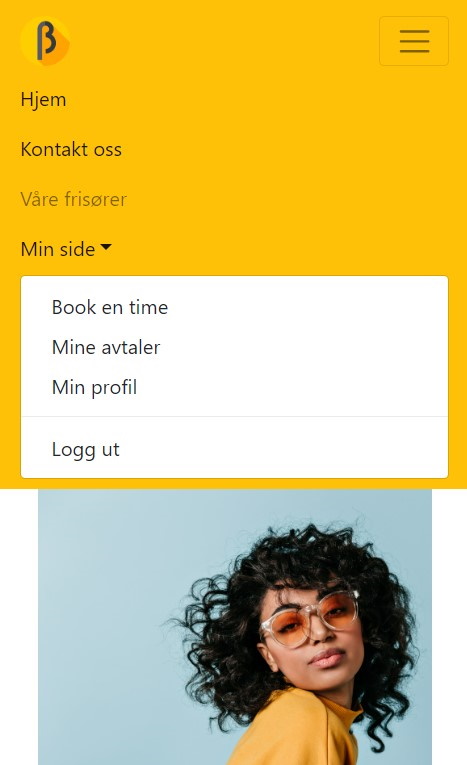 β
Hjem
Kontakt oss
Våre frisører
Min side
Book en time
Mine avtaler
Min profil
Logg ut